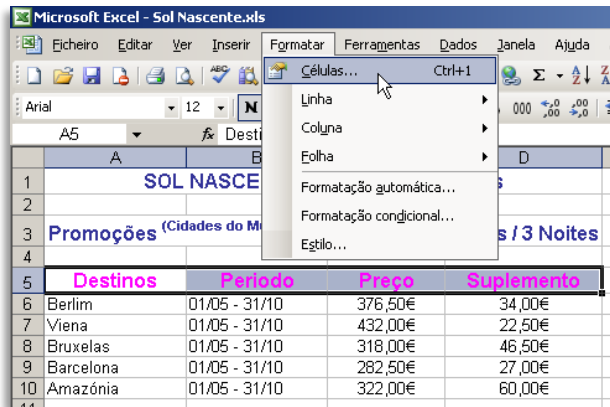 Microsoft Excel - Sol Nascente.xls
Ficheiro Editar Ver Inserir Formatar Ferramentas Dados Janela Ajuda
ABC Σ
Arial 12 N 000
A5 fx Desti
Células... Ctrl+1
Linha
Coluna
Folha
Formatação automática...
Formatação condicional...
Estilo...
A B D
1 SOL NASCE S
2
3 Promoções (Cidades do M s / 3 Noites
4
5 Destinos Periodo Preço Suplemento
6 Berlim 01/05 - 31/10 376,50€ 34,00€
7 Viena 01/05 - 31/10 432,00€ 22,50€
8 Bruxelas 01/05 - 31/10 318,00€ 46,50€
9 Barcelona 01/05 - 31/10 282,50€ 27,00€
10 Amazónia 01/05 - 31/10 322,00€ 60,00€